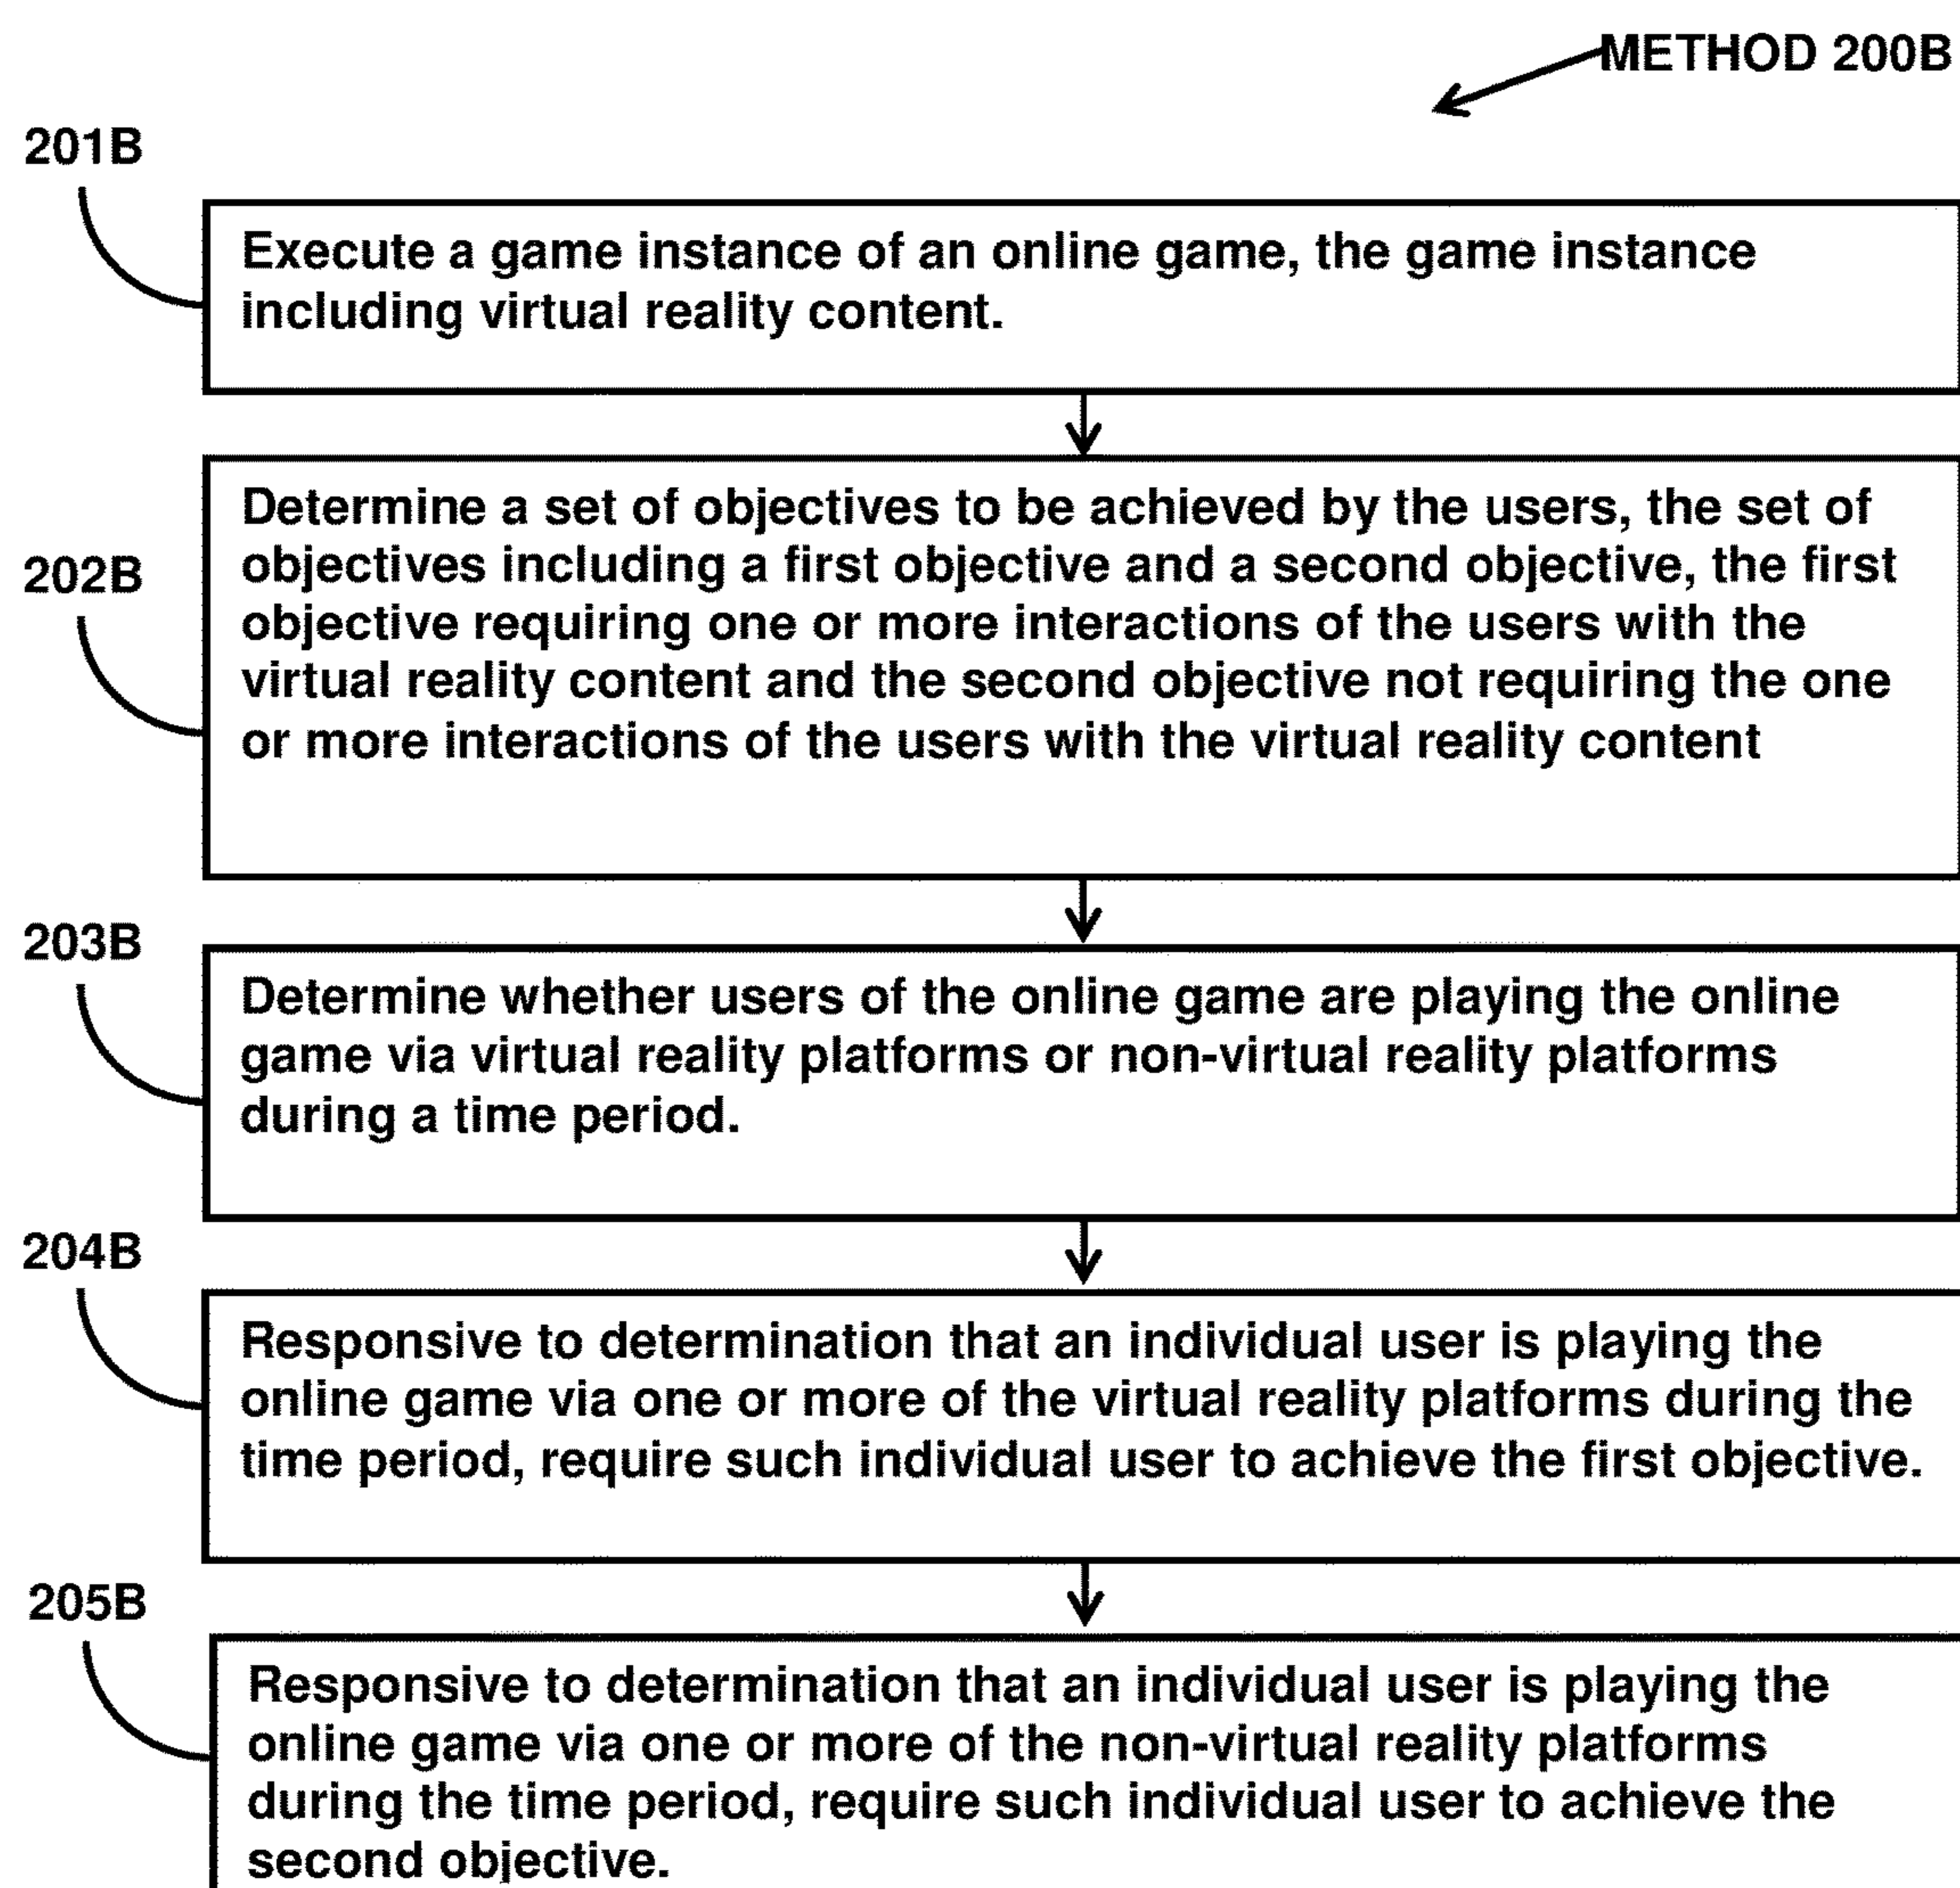 METHOD 200B
201B
Execute a game instance of an online game, the game instance
including virtual reality content.
202B
Determine a set of objectives to be achieved by the users, the set of
objectives including a first objective and a second objective, the first
objective requiring one or more interactions of the users with the
virtual reality content and the second objective not requiring the one
or more interactions of the users with the virtual reality content
203B
Determine whether users of the online game are playing the online
game via virtual reality platforms or non-virtual reality platforms
during a time period.
204B
Responsive to determination that an individual user is playing the
online game via one or more of the virtual reality platforms during the
time period, require such individual user to achieve the first objective.
205B
Responsive to determination that an individual user is playing the
online game via one or more of the non-virtual reality platforms
during the time period, require such individual user to achieve the
second objective.